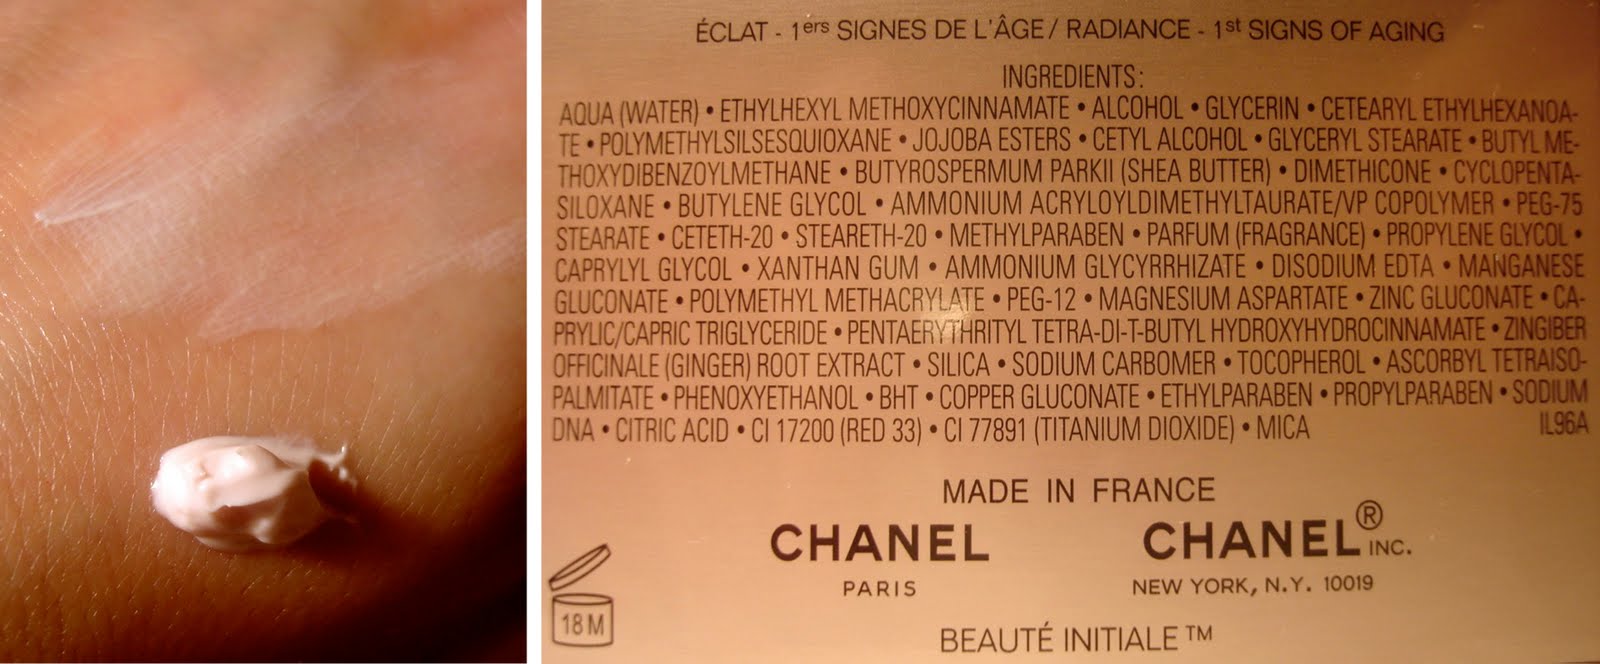 ÉCLAT - 1ers SIGNES DE L'ÂGE / RADIANCE - 1st SIGNS OF AGING
INGREDIENTS:
AQUA (WATER) • ETHYLHEXYL METHOXYCINNAMATE • ALCOHOL • GLYCERIN • CETEARYL ETHYLHEXANOA-
TE • POLYMETHYLSILSESQUIOXANE • JOJOBA ESTERS • CETYL ALCOHOL • GLYCERYL STEARATE • BUTYL ME-
THOXYDIBENZOYLMETHANE • BUTYROSPERMUM PARKII (SHEA BUTTER) • DIMETHICONE • CYCLOPENTA-
SILOXANE • BUTYLENE GLYCOL • AMMONIUM ACRYLOYLDIMETHYLTAURATE/VP COPOLYMER • PEG-75
STEARATE • CETETH-20 • STEARETH-20 • METHYLPARABEN • PARFUM (FRAGRANCE) • PROPYLENE GLYCOL •
CAPRYLYL GLYCOL • XANTHAN GUM • AMMONIUM GLYCYRRHIZATE • DISODIUM EDTA • MANGANESE
GLUCONATE • POLYMETHYL METHACRYLATE • PEG-12 • MAGNESIUM ASPARTATE • ZINC GLUCONATE • CA-
PRYLIC/CAPRIC TRIGLYCERIDE • PENTAERYTHRITYL TETRA-DI-T-BUTYL HYDROXYHYDROCINNAMATE • ZINGIBER
OFFICINALE (GINGER) ROOT EXTRACT • SILICA • SODIUM CARBOMER • TOCOPHEROL • ASCORBYL TETRAISO-
PALMITATE • PHENOXYETHANOL • BHT • COPPER GLUCONATE • ETHYLPARABEN • PROPYLPARABEN • SODIUM
DNA • CITRIC ACID • CI 17200 (RED 33) • CI 77891 (TITANIUM DIOXIDE) • MICA IL96A
MADE IN FRANCE
CHANEL
PARIS
CHANEL® INC.
NEW YORK, N.Y. 10019
18 M
BEAUTÉ INITIALE™